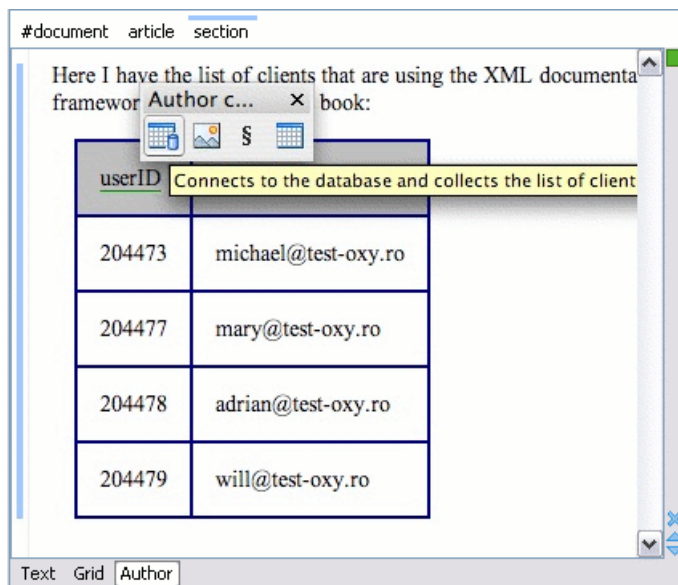 #document article section
Here I have the list of clients that are using the XML documenta
framewor book:
Author c... ×
§
userID
Connects to the database and collects the list of client
204473 michael@test-oxy.ro
204477 mary@test-oxy.ro
204478 adrian@test-oxy.ro
204479 will@test-oxy.ro
Text Grid Author